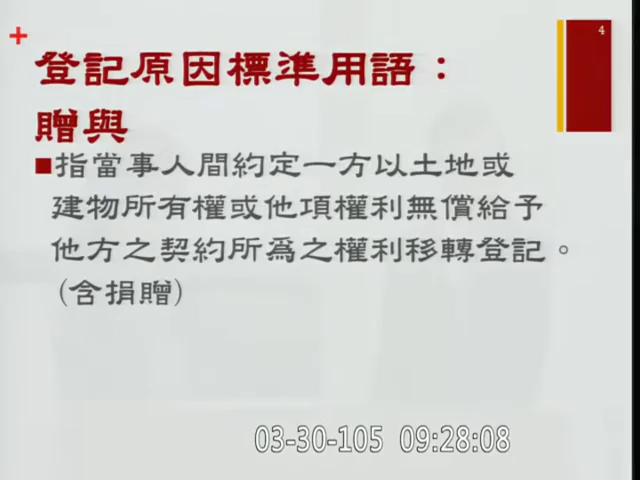 4
登記原因標準用語：
贈與
指當事人間約定一方以土地或
建物所有權或他項權利無償給予
他方之契約所為之權利移轉登記。
(含捐贈)
03-30-105 09:28:08